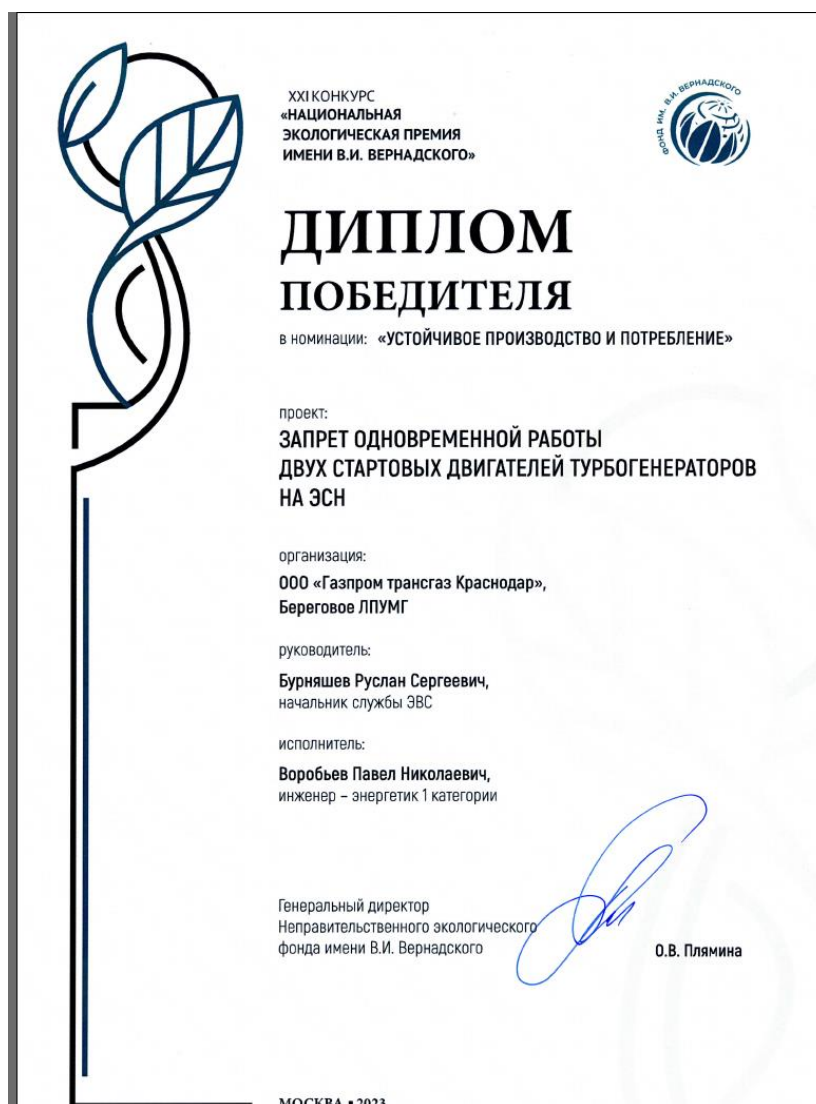 XXI КОНКУРС
«НАЦИОНАЛЬНАЯ
ЭКОЛОГИЧЕСКАЯ ПРЕМИЯ
ИМЕНИ В.И. ВЕРНАДСКОГО»
ФОНД ИМ. В.И. ВЕРНАДСКОГО
ДИПЛОМ
ПОБЕДИТЕЛЯ
в номинации: «УСТОЙЧИВОЕ ПРОИЗВОДСТВО И ПОТРЕБЛЕНИЕ»
проект:
ЗАПРЕТ ОДНОВРЕМЕННОЙ РАБОТЫ
ДВУХ СТАРТОВЫХ ДВИГАТЕЛЕЙ ТУРБОГЕНЕРАТОРОВ
НА ЭСН
организация:
ООО «Газпром трансгаз Краснодар»,
Береговое ЛПУМГ
руководитель:
Бурняшев Руслан Сергеевич,
начальник службы ЭВС
исполнитель:
Воробьев Павел Николаевич,
инженер – энергетик 1 категории
Генеральный директор
Неправительственного экологического
фонда имени В.И. Вернадского
О.В. Плямина
МОСКВА ▪ 2023